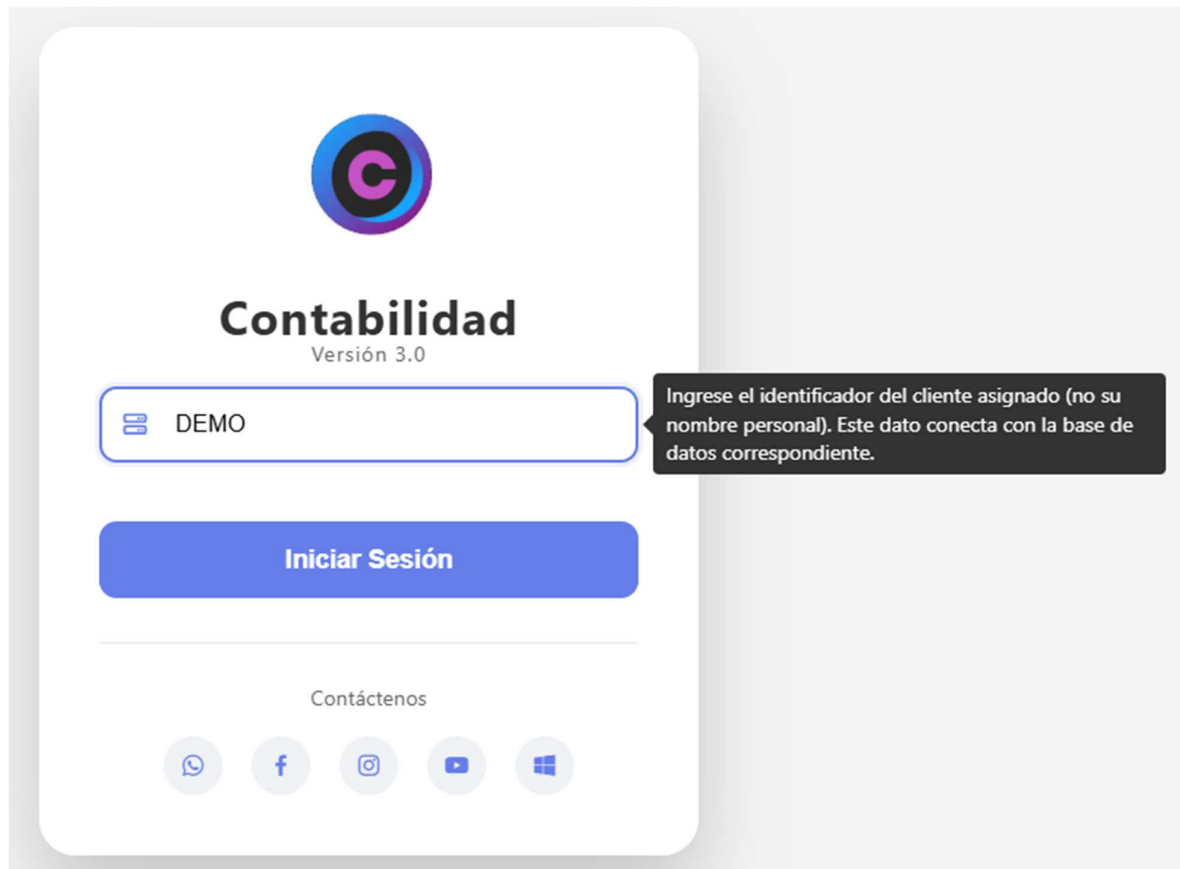 C
Contabilidad
Versión 3.0
DEMO
Ingrese el identificador del cliente asignado (no su
nombre personal). Este dato conecta con la base de
datos correspondiente.
Iniciar Sesión
Contáctenos